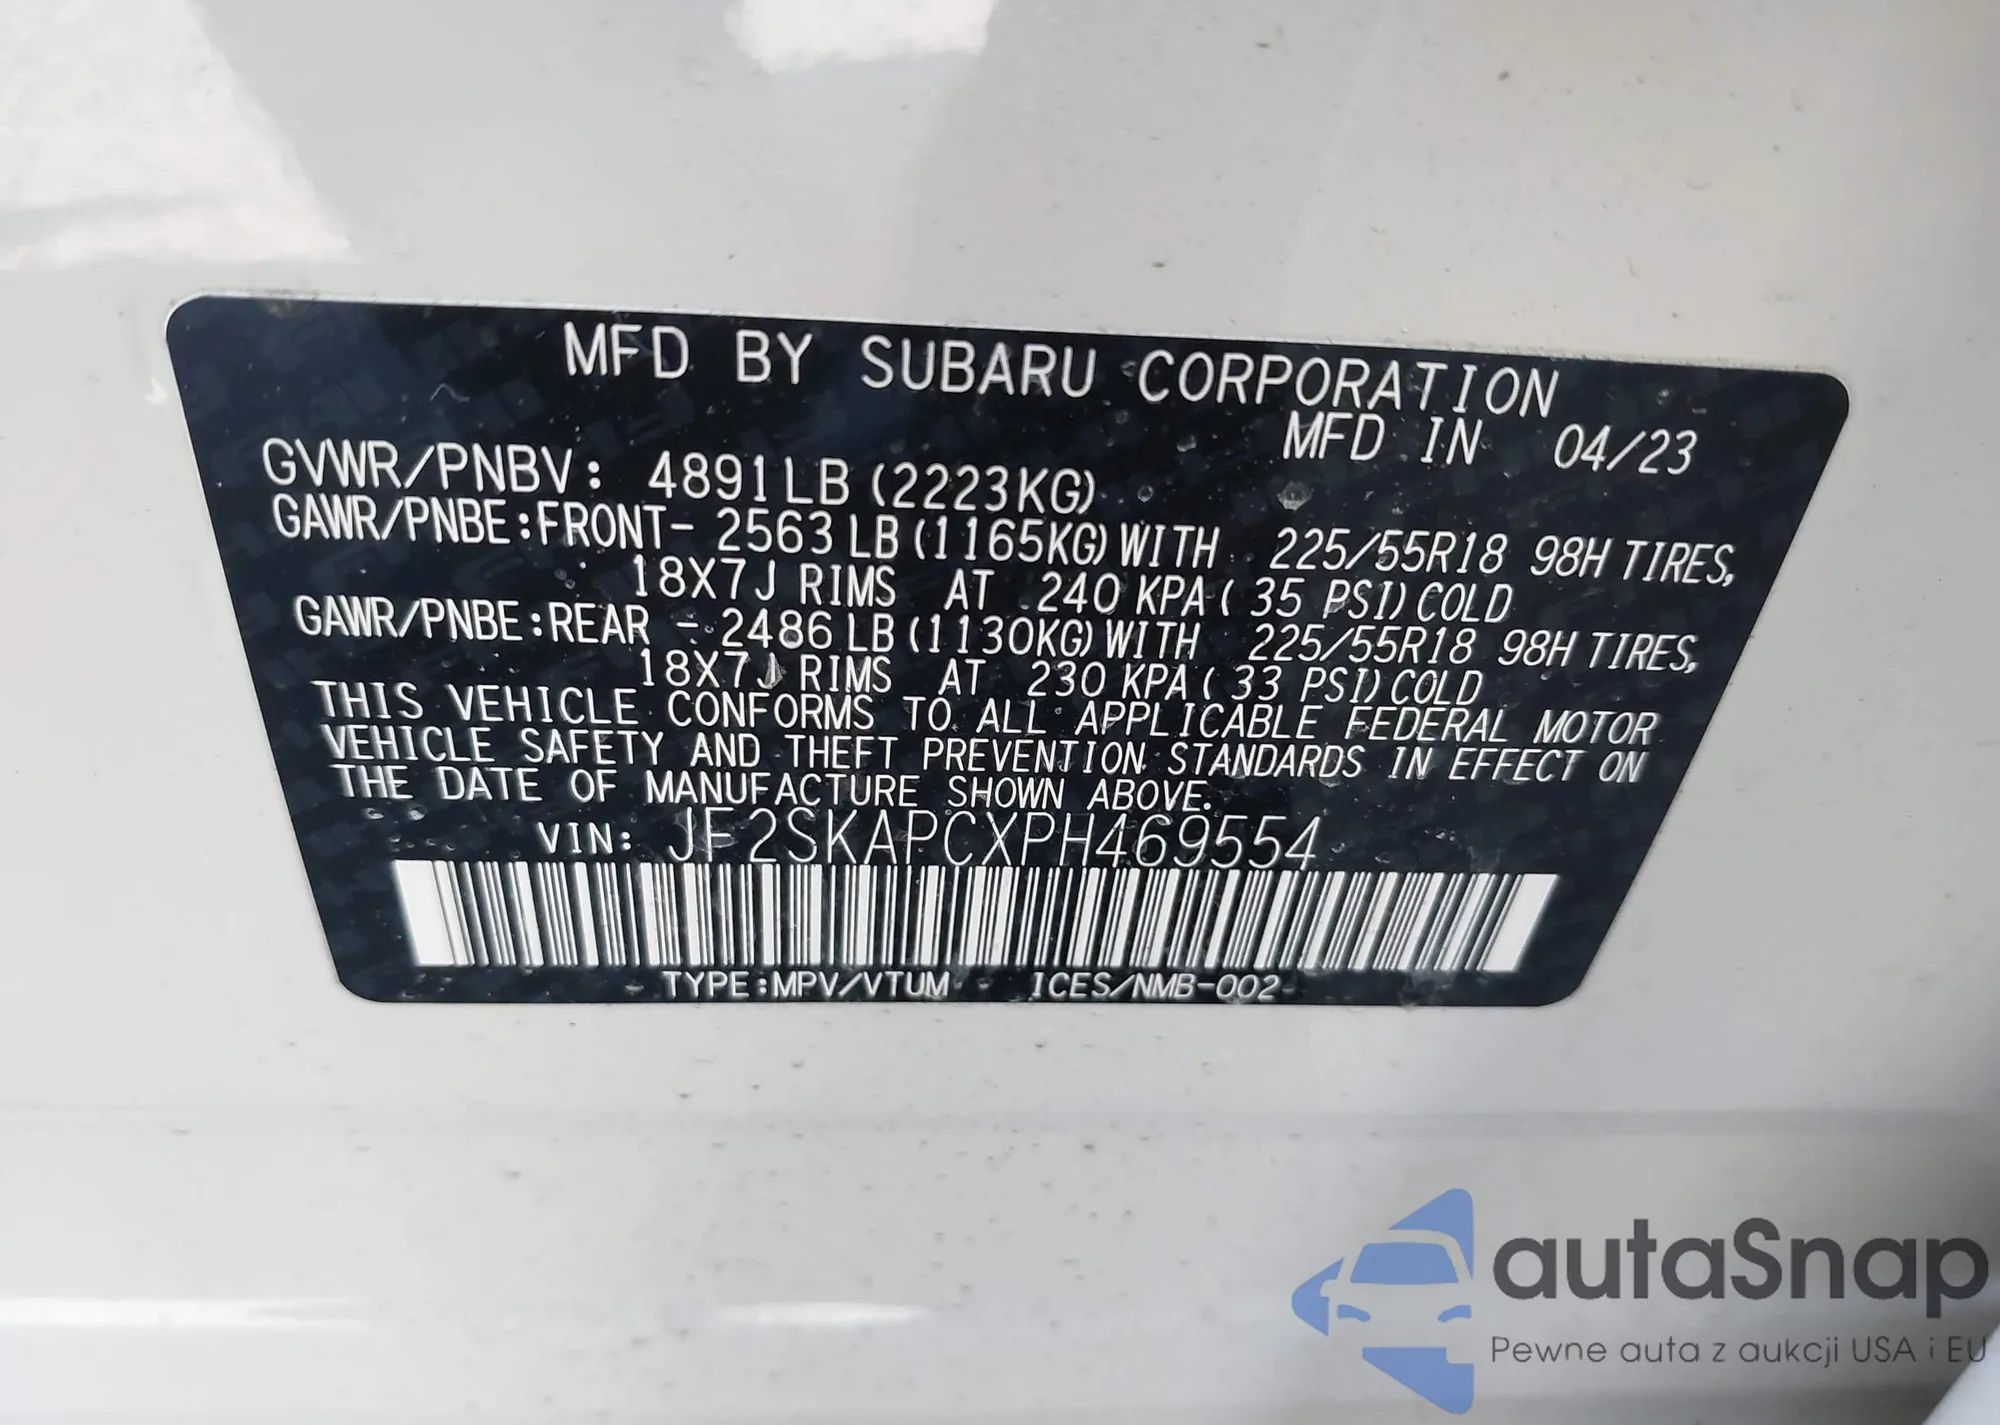 MFD BY SUBARU CORPORATION
MFD IN 04/23
GVWR/PNBV: 4891LB (2223KG)
GAWR/PNBE:FRONT- 2563 LB (1165KG) WITH 225/55R18 98H TIRES,
18X7J RIMS AT 240 KPA ( 35 PSI) COLD
GAWR/PNBE:REAR - 2486 LB (1130KG) WITH 225/55R18 98H TIRES,
18X7J RIMS AT 230 KPA ( 33 PSI) COLD
THIS VEHICLE CONFORMS TO ALL APPLICABLE FEDERAL MOTOR
VEHICLE SAFETY AND THEFT PREVENTION STANDARDS IN EFFECT ON
THE DATE OF MANUFACTURE SHOWN ABOVE.
VIN: JF2SKAPCXPH469554
TYPE:MPV/VTUM ICES/NMB-002
autaSnap
Pewne auta z aukcji USA i EU